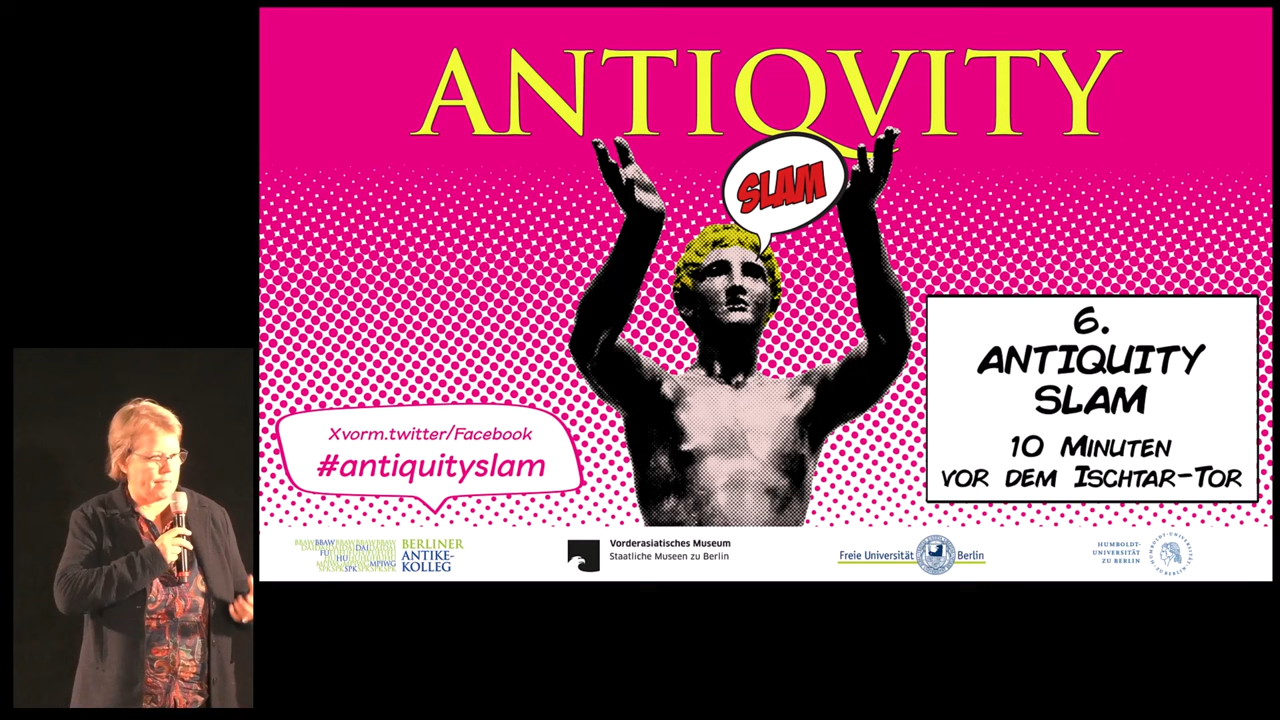 ANTIQVITY
SLAM
6.
ANTIQUITY
SLAM
10 MINUTEN
VOR DEM ISCHTAR-TOR
Xvorm.twitter/Facebook
#antiquityslam
BERLINER
ANTIKE-
KOLLEG
Vorderasiatisches Museum
Staatliche Museen zu Berlin
Freie Universität Berlin
HUMBOLDT-
UNIVERSITÄT
ZU BERLIN